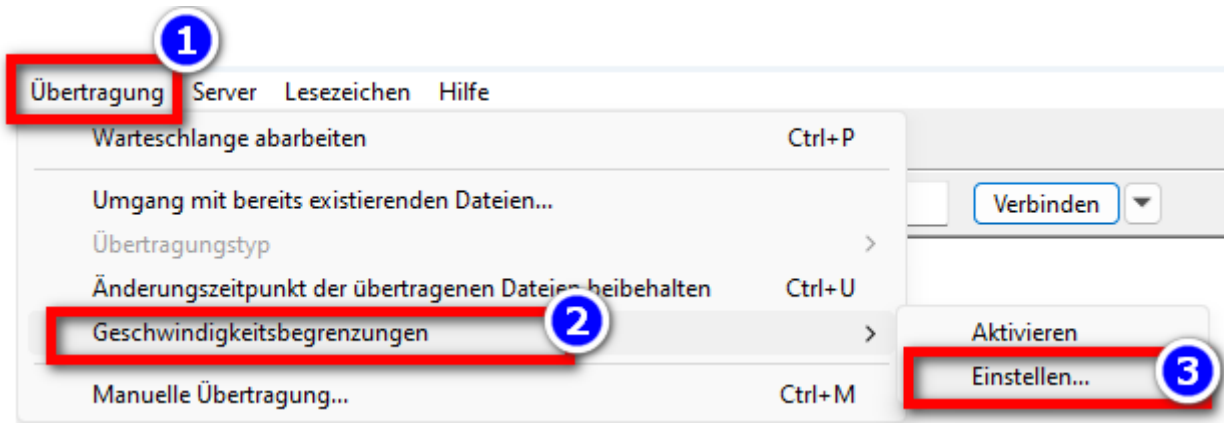 1
Übertragung Server Lesezeichen Hilfe
Warteschlange abarbeiten Ctrl+P
Umgang mit bereits existierenden Dateien...
Verbinden
Übertragungstyp
Änderungszeitpunkt der übertragenen Dateien beibehalten Ctrl+U
2
Geschwindigkeitsbegrenzungen
Aktivieren
Einstellen... 3
Manuelle Übertragung... Ctrl+M